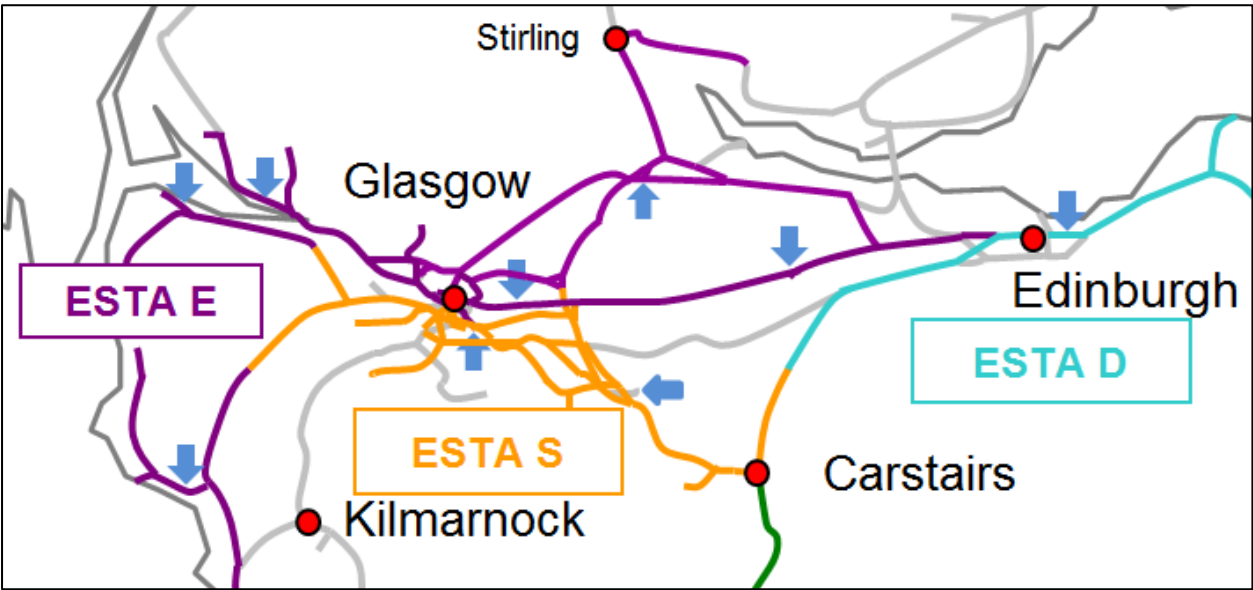 Stirling
Glasgow
ESTA E
Edinburgh
ESTA D
ESTA S
Carstairs
Kilmarnock